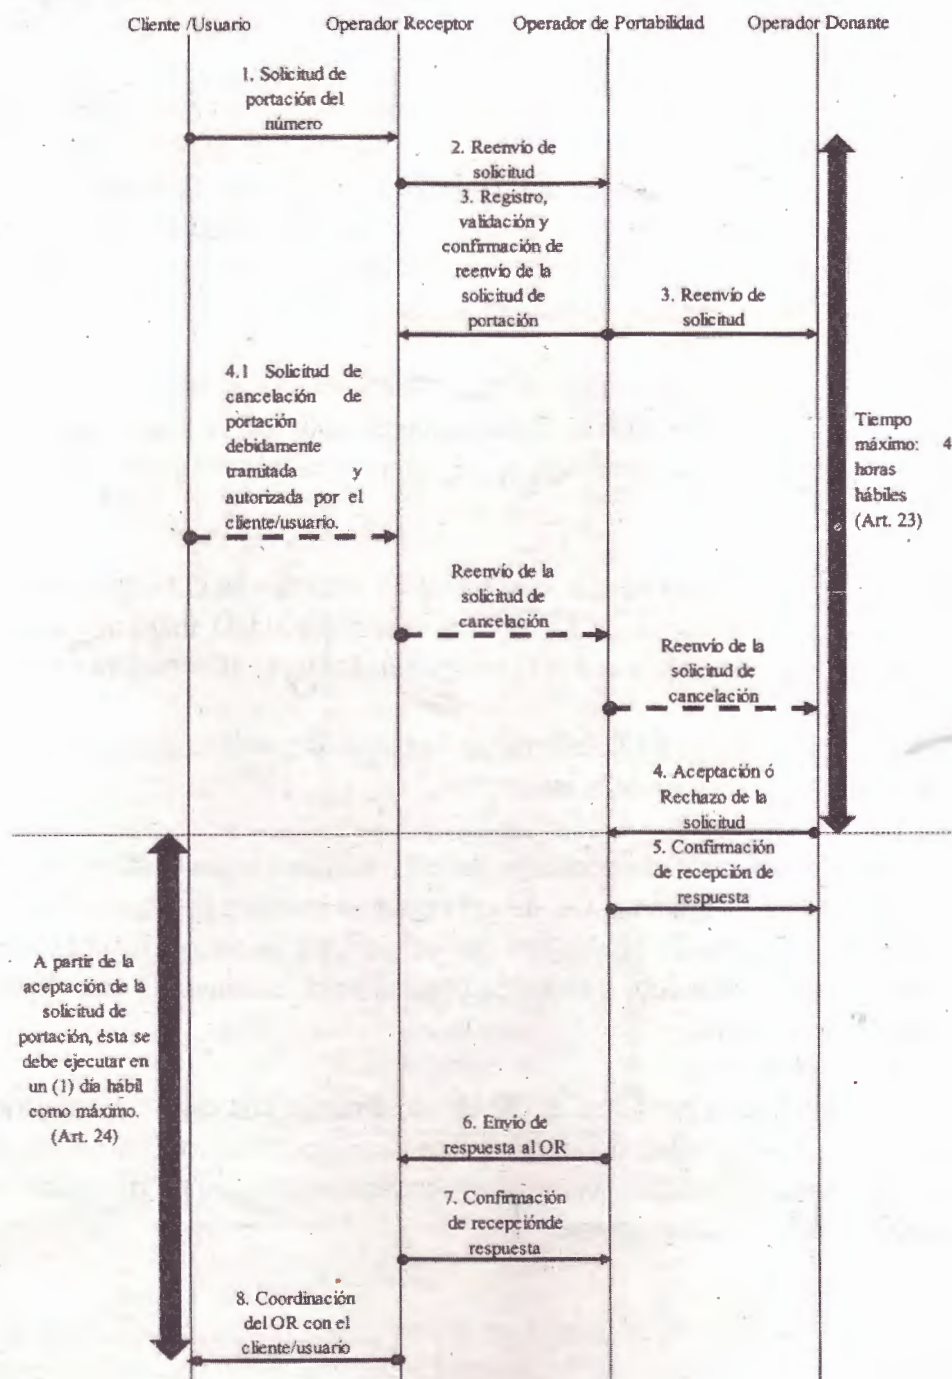 Cliente /Usuario
Operador Receptor
Operador de Portabilidad
Operador Donante
1. Solicitud de
portación del
número
2. Reenvío de
solicitud
3. Registro,
validación y
confirmación de
reenvío de la
solicitud de
portación
3. Reenvío de
solicitud
4.1 Solicitud de
cancelación de
portación
debidamente
tramitada y
autorizada por el
cliente/usuario.
Tiempo
máximo: 4
horas
hábiles
(Art. 23)
Reenvío de la
solicitud de
cancelación
Reenvío de la
solicitud de
cancelación
4. Aceptación ó
Rechazo de la
solicitud
5. Confirmación
de recepción de
respuesta
A partir de la
aceptación de la
solicitud de
portación, ésta se
debe ejecutar en
un (1) día hábil
como máximo.
(Art. 24)
6. Envío de
respuesta al OR
7. Confirmación
de recepciónde
respuesta
8. Coordinación
del OR con el
cliente/usuario